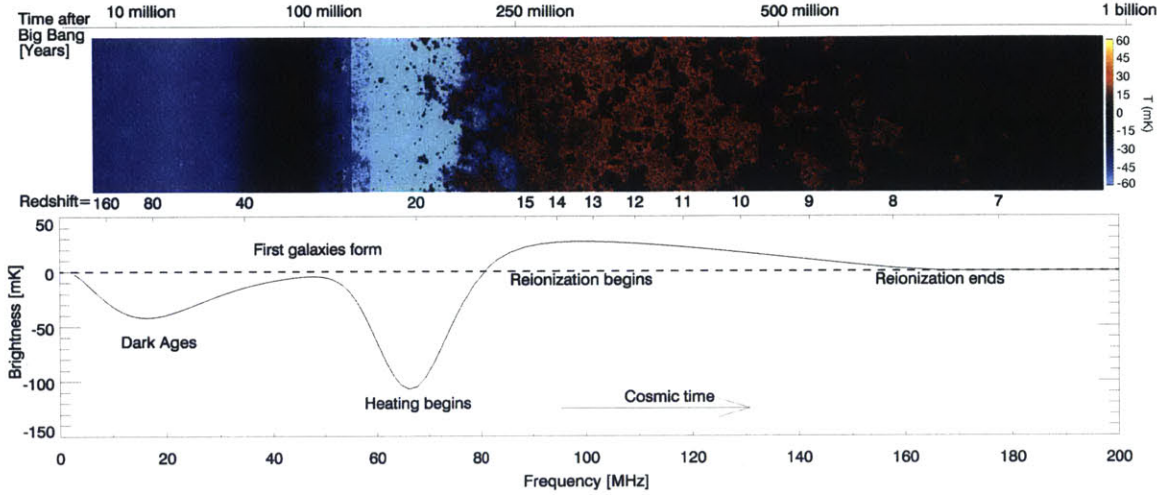 Time after
Big Bang
[Years]
10 million 100 million 250 million 500 million 1 billion
60
45
30
15
0
-15
-30
-45
-60
T (mK)
Redshift= 160 80 40 20 15 14 13 12 11 10 9 8 7
50
0
-50
-100
-150
Brightness [mK]
First galaxies form
Reionization begins
Reionization ends
Dark Ages
Heating begins
Cosmic time
0 20 40 60 80 100 120 140 160 180 200
Frequency [MHz]